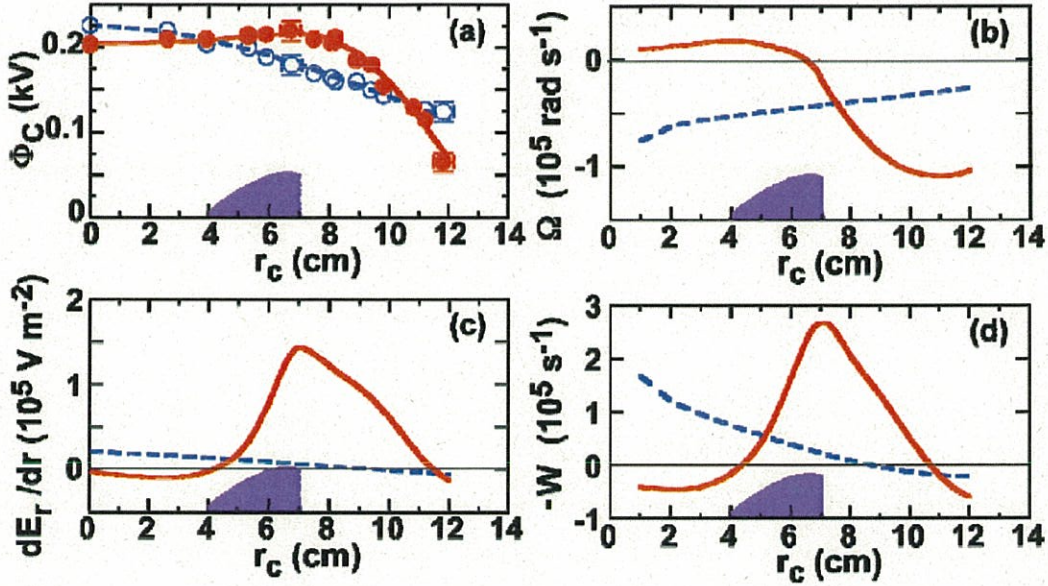 (a)
Φ_C (kV)
0.2
0.1
0
0 2 4 6 8 10 12 14
r_c (cm)
(b)
Ω (10^5 rad s^-1)
0
-1
0 2 4 6 8 10 12 14
r_c (cm)
(c)
dE_r/dr (10^5 V m^-2)
2
1
0
0 2 4 6 8 10 12 14
r_c (cm)
(d)
-W (10^5 s^-1)
3
2
1
0
-1
0 2 4 6 8 10 12 14
r_c (cm)